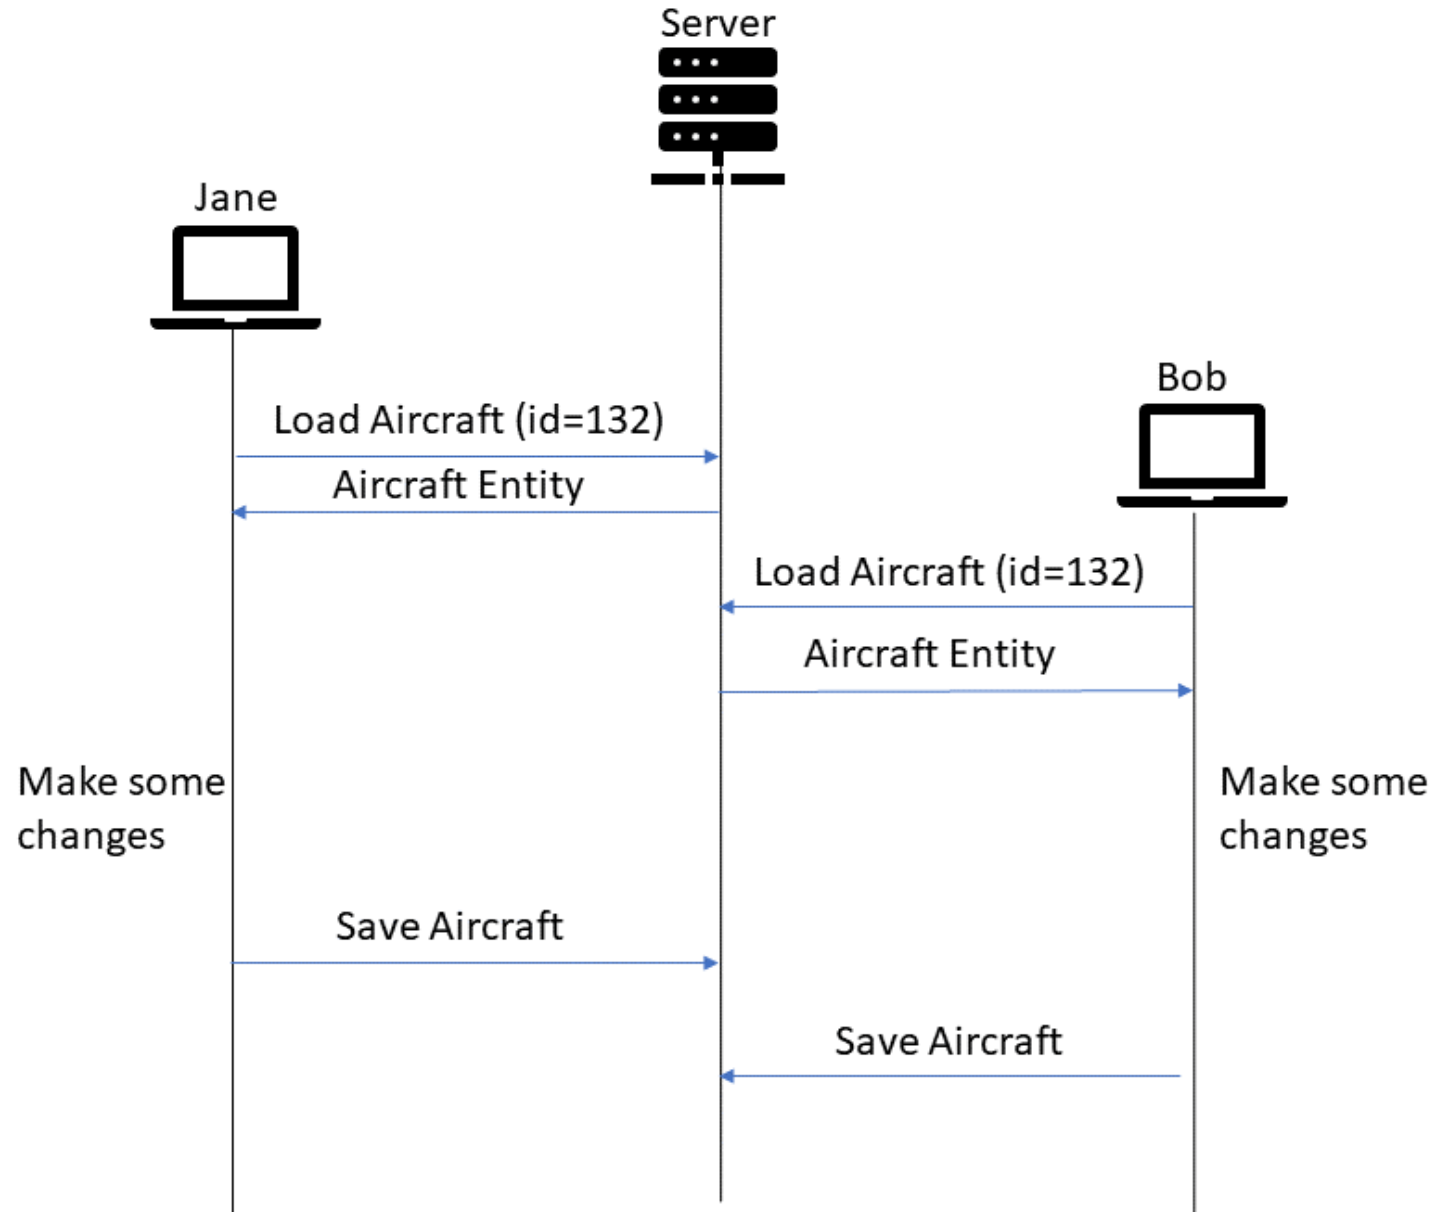 Server
Jane
Bob
Load Aircraft (id=132)
Aircraft Entity
Load Aircraft (id=132)
Aircraft Entity
Make some
changes
Make some
changes
Save Aircraft
Save Aircraft